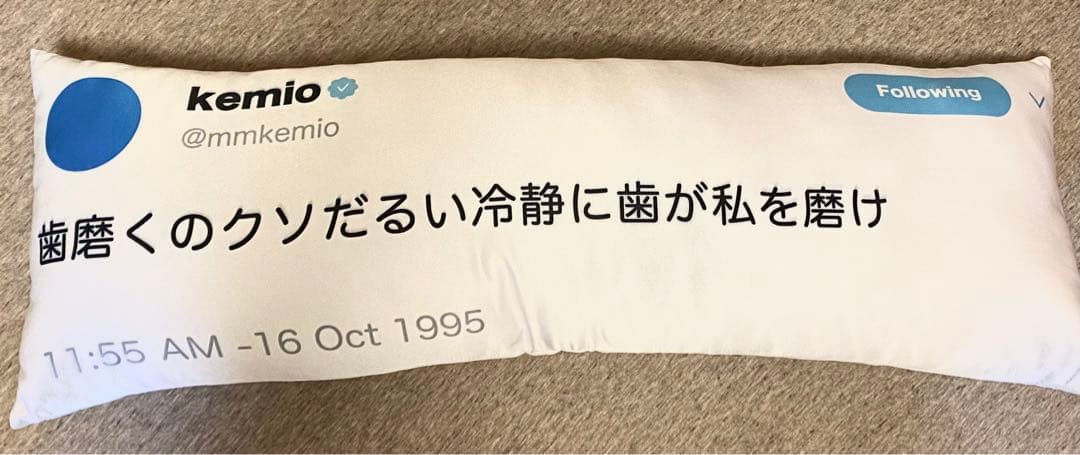 kemio
@mmkemio
Following
歯磨くのクソだるい冷静に歯が私を磨け
11:55 AM -16 Oct 1995